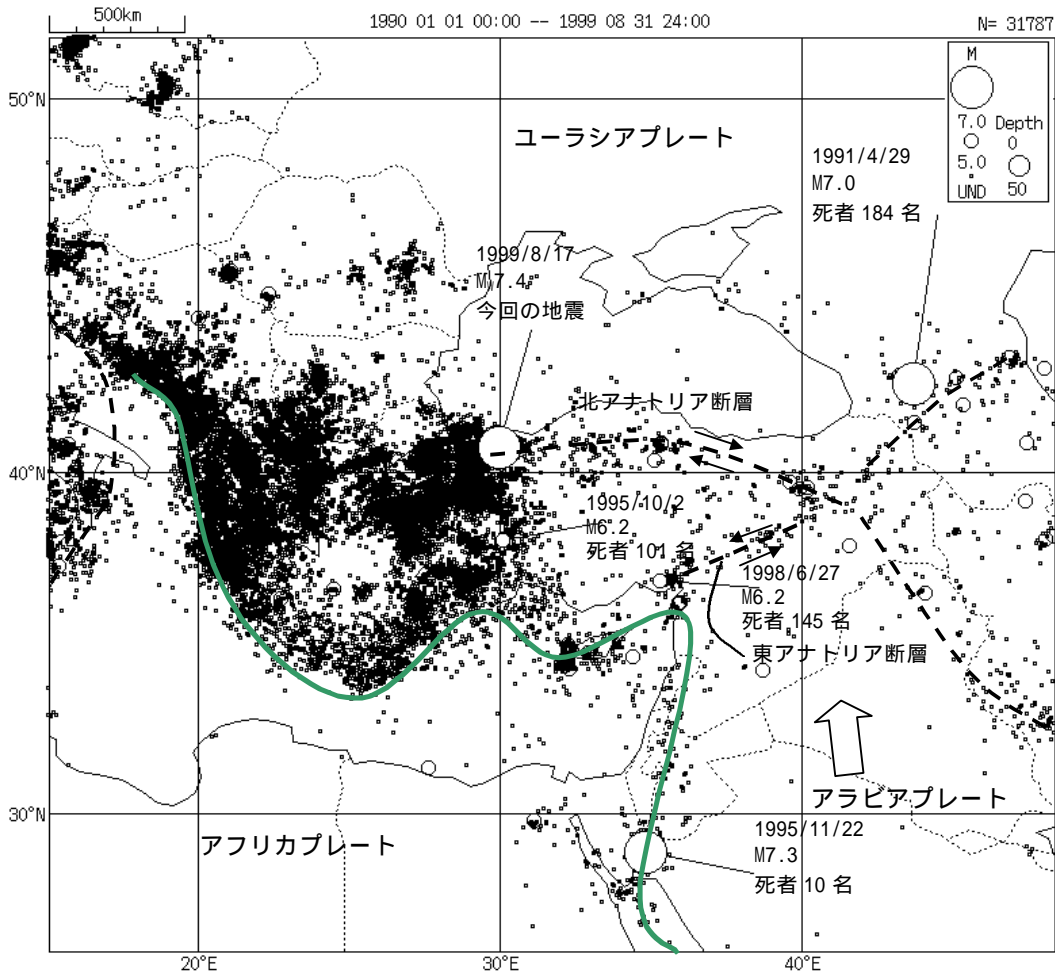 500km
1990 01 01 00:00 -- 1999 08 31 24:00
N= 31787
M
7.0 Depth
0
5.0
UND 50
50°N
ユーラシアプレート
1991/4/29
M7.0
死者 184 名
1999/8/17
M7.4
今回の地震
北アナトリア断層
40°N
1995/10/2
M6.2
死者 101 名
1998/6/27
M6.2
死者 145 名
東アナトリア断層
アラビアプレート
30°N
アフリカプレート
1995/11/22
M7.3
死者 10 名
20°E
30°E
40°E